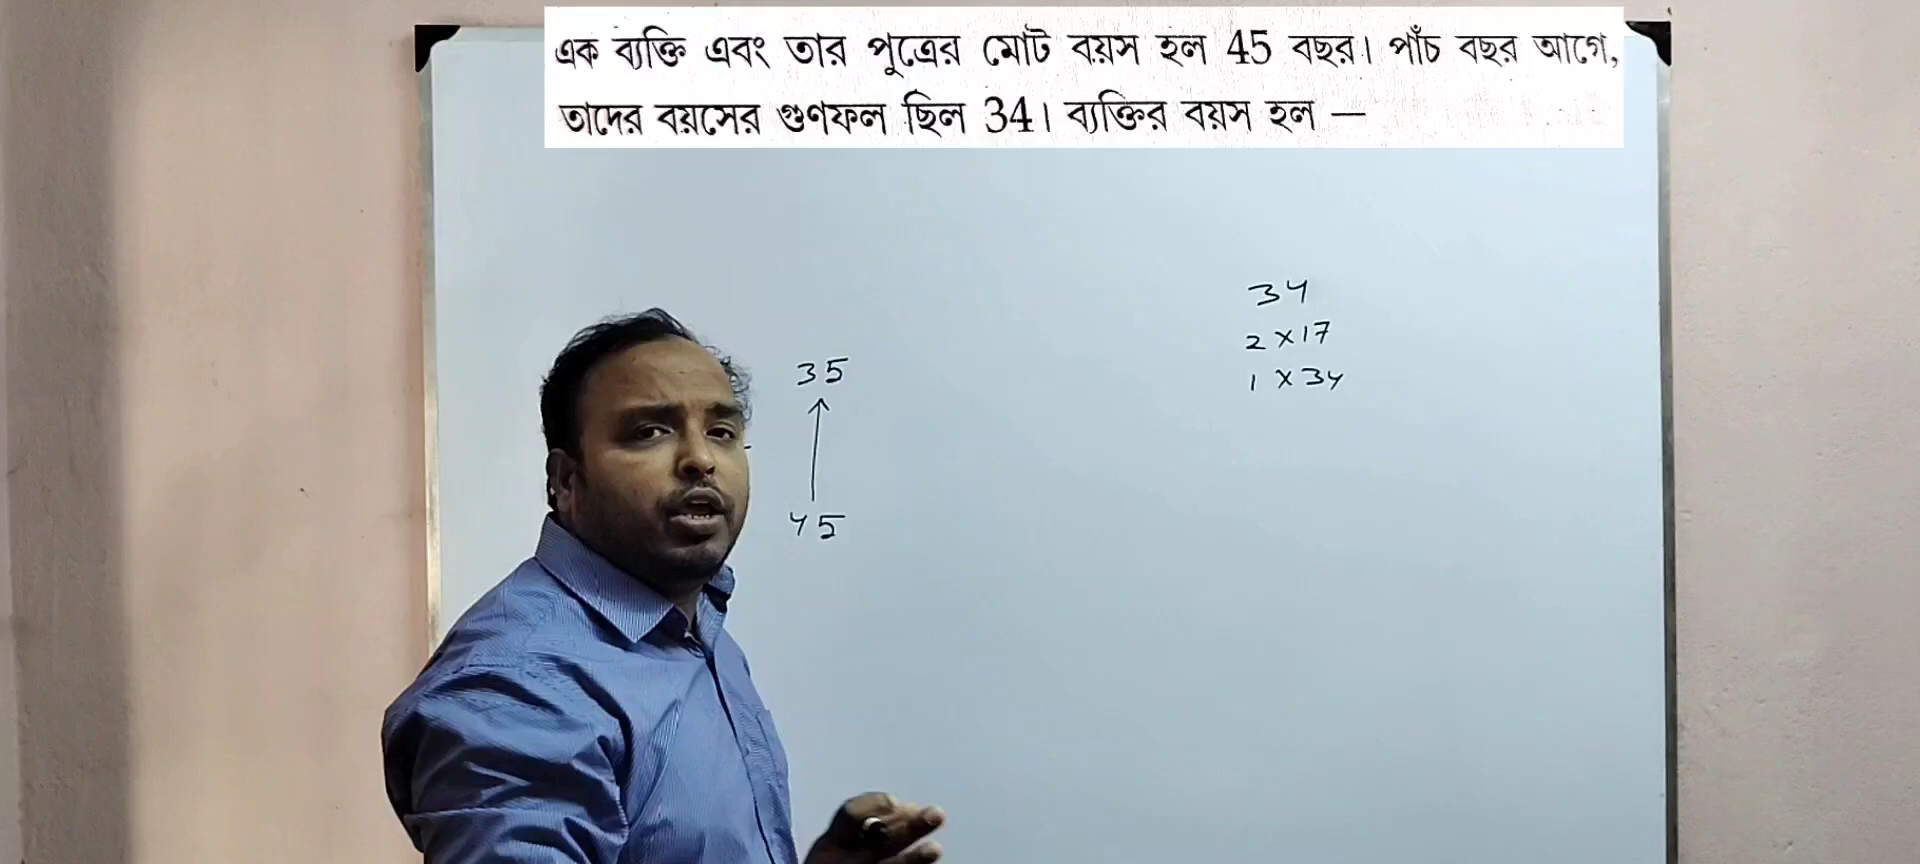 এক ব্যক্তি এবং তার পুত্রের মোট বয়স হল 45 বছর। পাঁচ বছর আগে,
তাদের বয়সের গুণফল ছিল 34। ব্যক্তির বয়স হল —
34
2 × 17
1 × 34
35
45